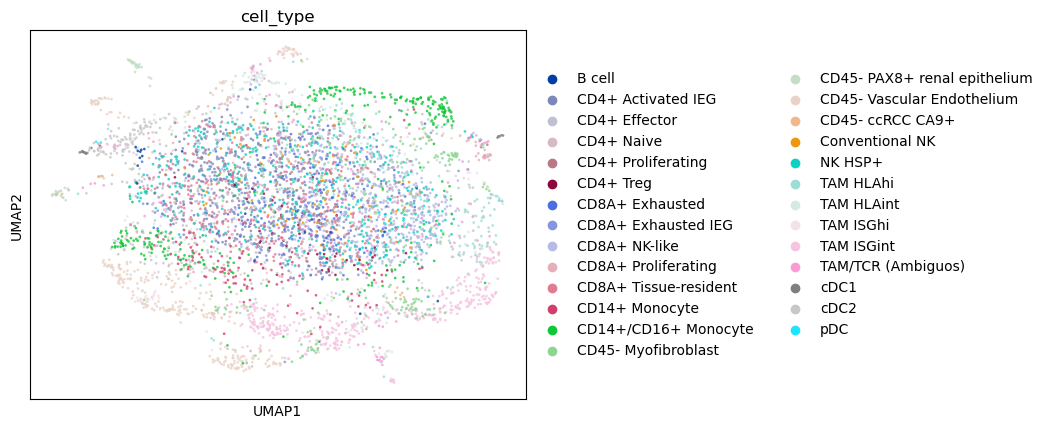 cell_type
UMAP2
UMAP1
B cell
CD4+ Activated IEG
CD4+ Effector
CD4+ Naive
CD4+ Proliferating
CD4+ Treg
CD8A+ Exhausted
CD8A+ Exhausted IEG
CD8A+ NK-like
CD8A+ Proliferating
CD8A+ Tissue-resident
CD14+ Monocyte
CD14+/CD16+ Monocyte
CD45- Myofibroblast
CD45- PAX8+ renal epithelium
CD45- Vascular Endothelium
CD45- ccRCC CA9+
Conventional NK
NK HSP+
TAM HLAhi
TAM HLAint
TAM ISGhi
TAM ISGint
TAM/TCR (Ambiguos)
cDC1
cDC2
pDC